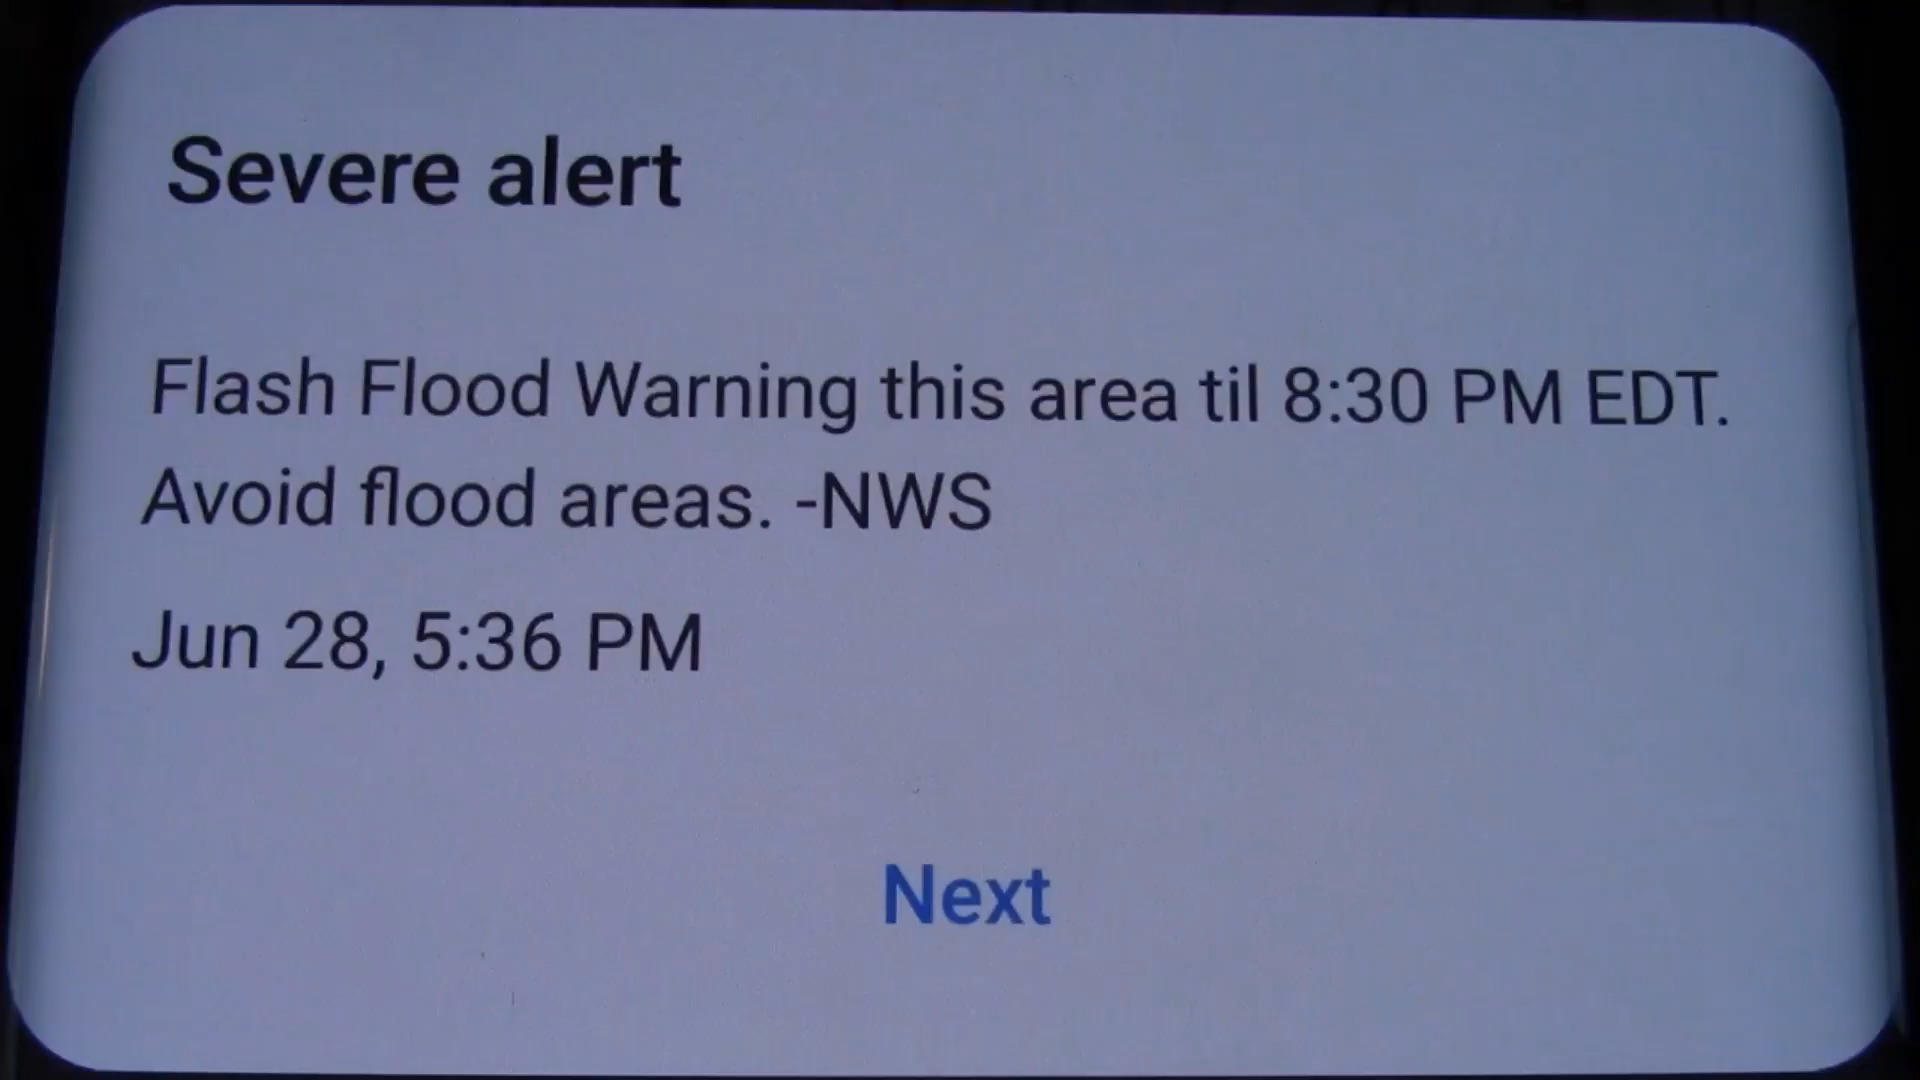 Severe alert
Flash Flood Warning this area til 8:30 PM EDT.
Avoid flood areas. -NWS
Jun 28, 5:36 PM
Next